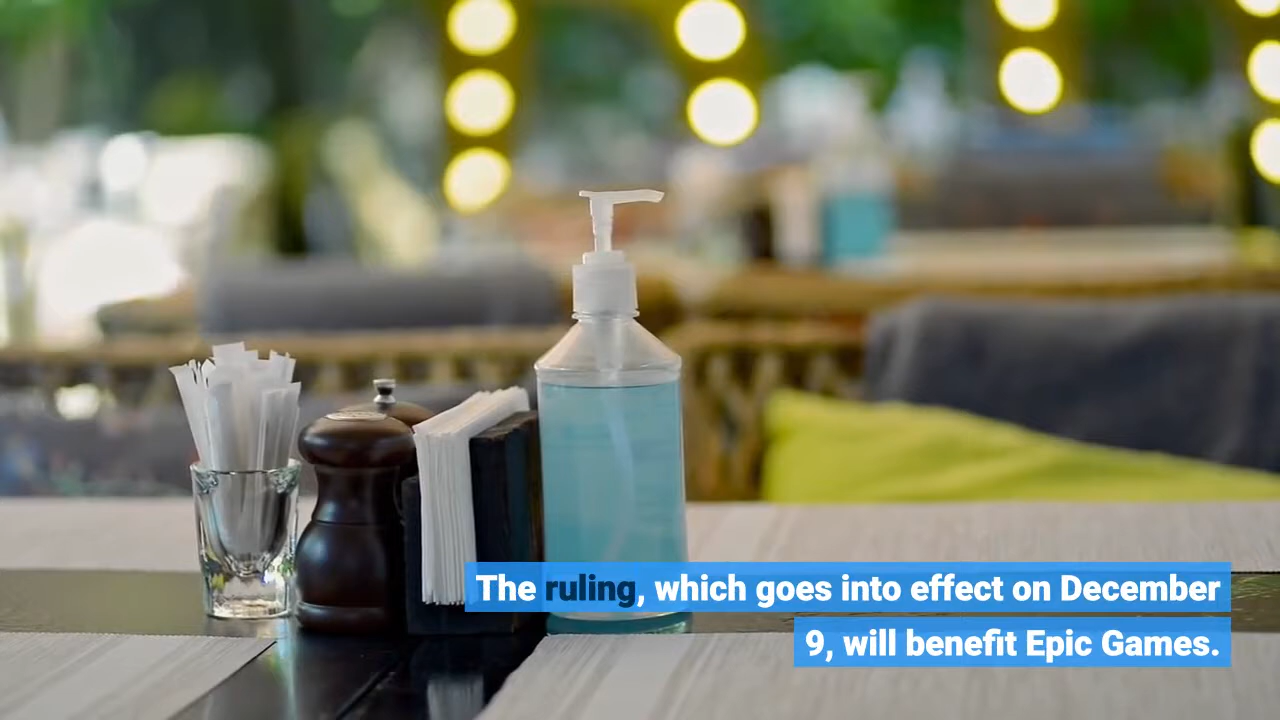 The ruling, which goes into effect on December
9, will benefit Epic Games.